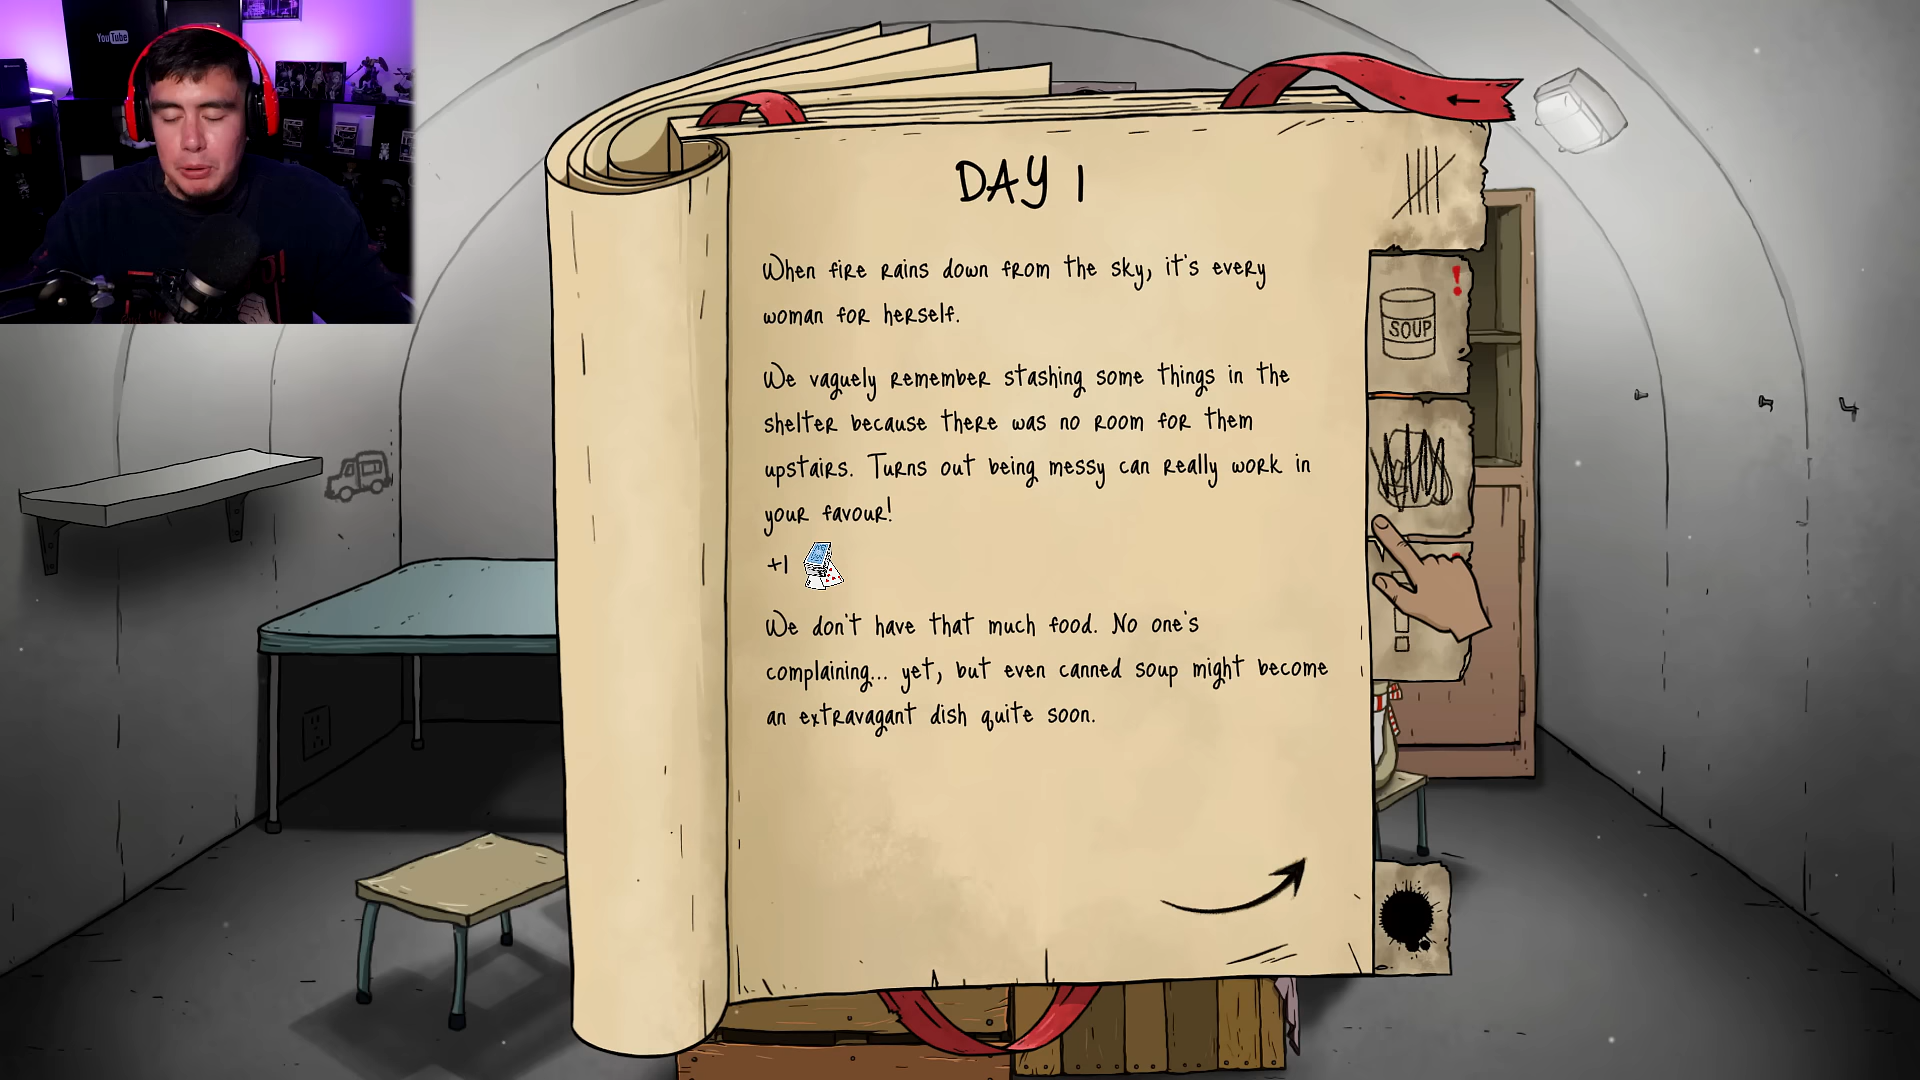 YouTube
DAY 1
When fire rains down from the sky, it's every
woman for herself.
We vaguely remember stashing some things in the
shelter because there was no room for them
upstairs. Turns out being messy can really work in
your favour!
+1
We don't have that much food. No one's
complaining... yet, but even canned soup might become
an extravagant dish quite soon.
!
SOUP